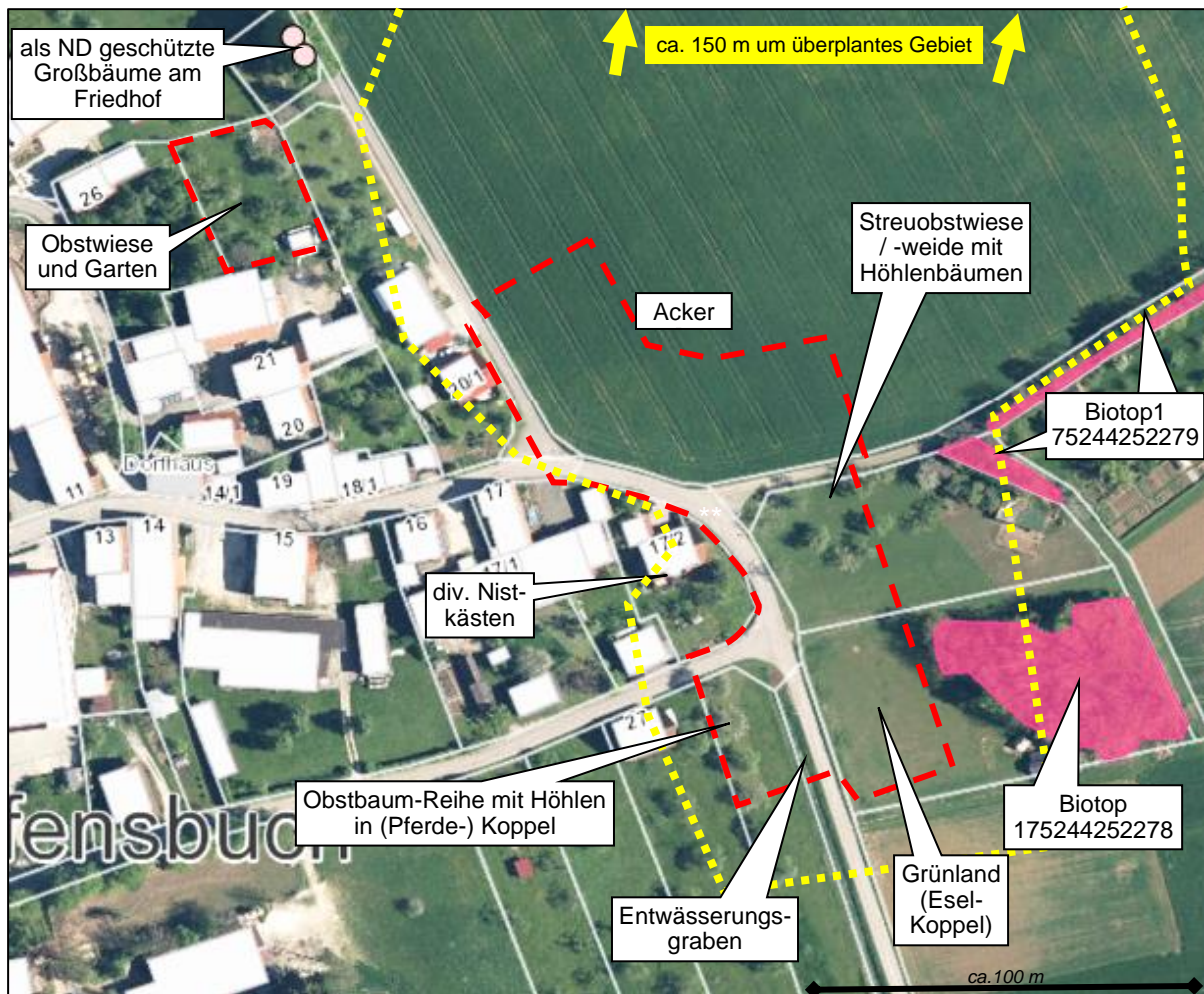 als ND geschützte
Großbäume am
Friedhof
ca. 150 m um überplantes Gebiet
26
Obstwiese
und Garten
Streuobstwiese
/ -weide mit
Höhlenbäumen
Acker
21
20/1
20
Dorfhaus
Biotop1
75244252279
11
14/1
19
18/1
17
**
13
14
15
16
17/1
17/2
div. Nist-
kästen
27
Obstbaum-Reihe mit Höhlen
in (Pferde-) Koppel
Biotop
175244252278
fensbuch
Grünland
(Esel-
Koppel)
Entwässerungs-
graben
ca.100 m